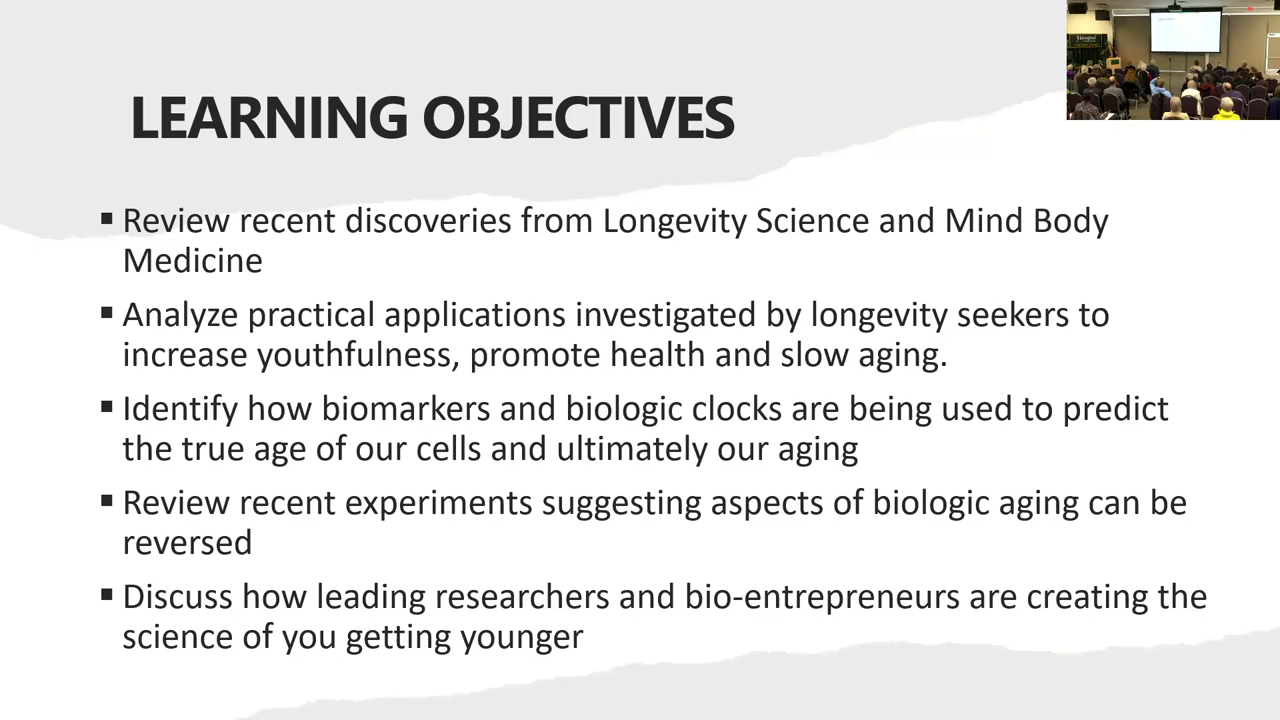 LEARNING OBJECTIVES
▪ Review recent discoveries from Longevity Science and Mind Body
Medicine
▪ Analyze practical applications investigated by longevity seekers to
increase youthfulness, promote health and slow aging.
▪ Identify how biomarkers and biologic clocks are being used to predict
the true age of our cells and ultimately our aging
▪ Review recent experiments suggesting aspects of biologic aging can be
reversed
▪ Discuss how leading researchers and bio-entrepreneurs are creating the
science of you getting younger